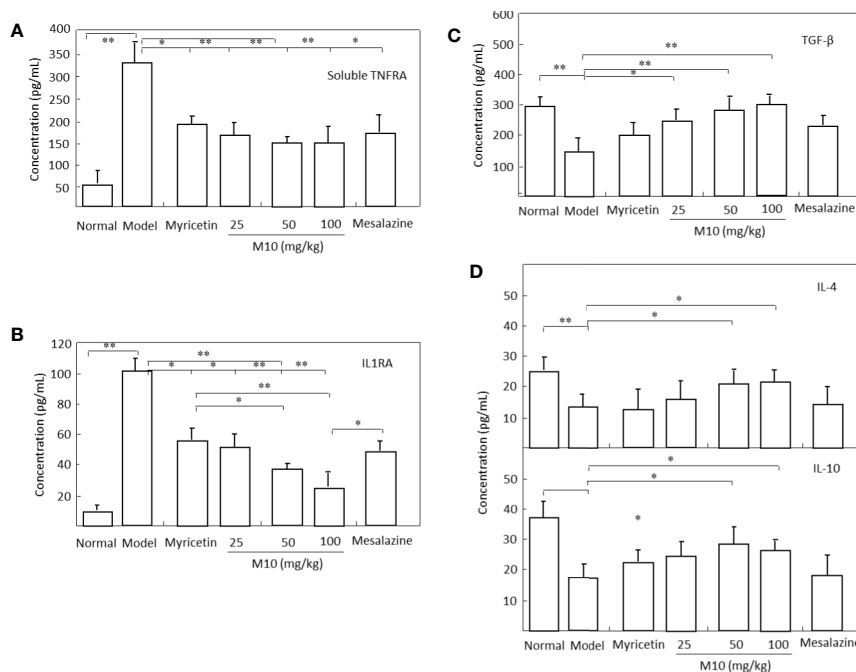 A
400
350
300
250
200
150
100
50
Concentration (pg/mL)
Soluble TNFRA
** * ** ** ** *
Normal Model Myricetin 25 50 100 Mesalazine
M10 (mg/kg)
B
120
100
80
60
40
20
Concentration (pg/mL)
IL1RA
**
**
* * ** **
**
*
*
Normal Model Myricetin 25 50 100 Mesalazine
M10 (mg/kg)
C
600
500
400
300
200
100
Concentration (pg/mL)
TGF-β
**
**
**
*
Normal Model Myricetin 25 50 100 Mesalazine
M10 (mg/kg)
D
50
40
30
20
10
IL-4
*
**
*
Concentration (pg/mL)
50
40
30
20
10
IL-10
*
*
*
Normal Model Myricetin 25 50 100 Mesalazine
M10 (mg/kg)